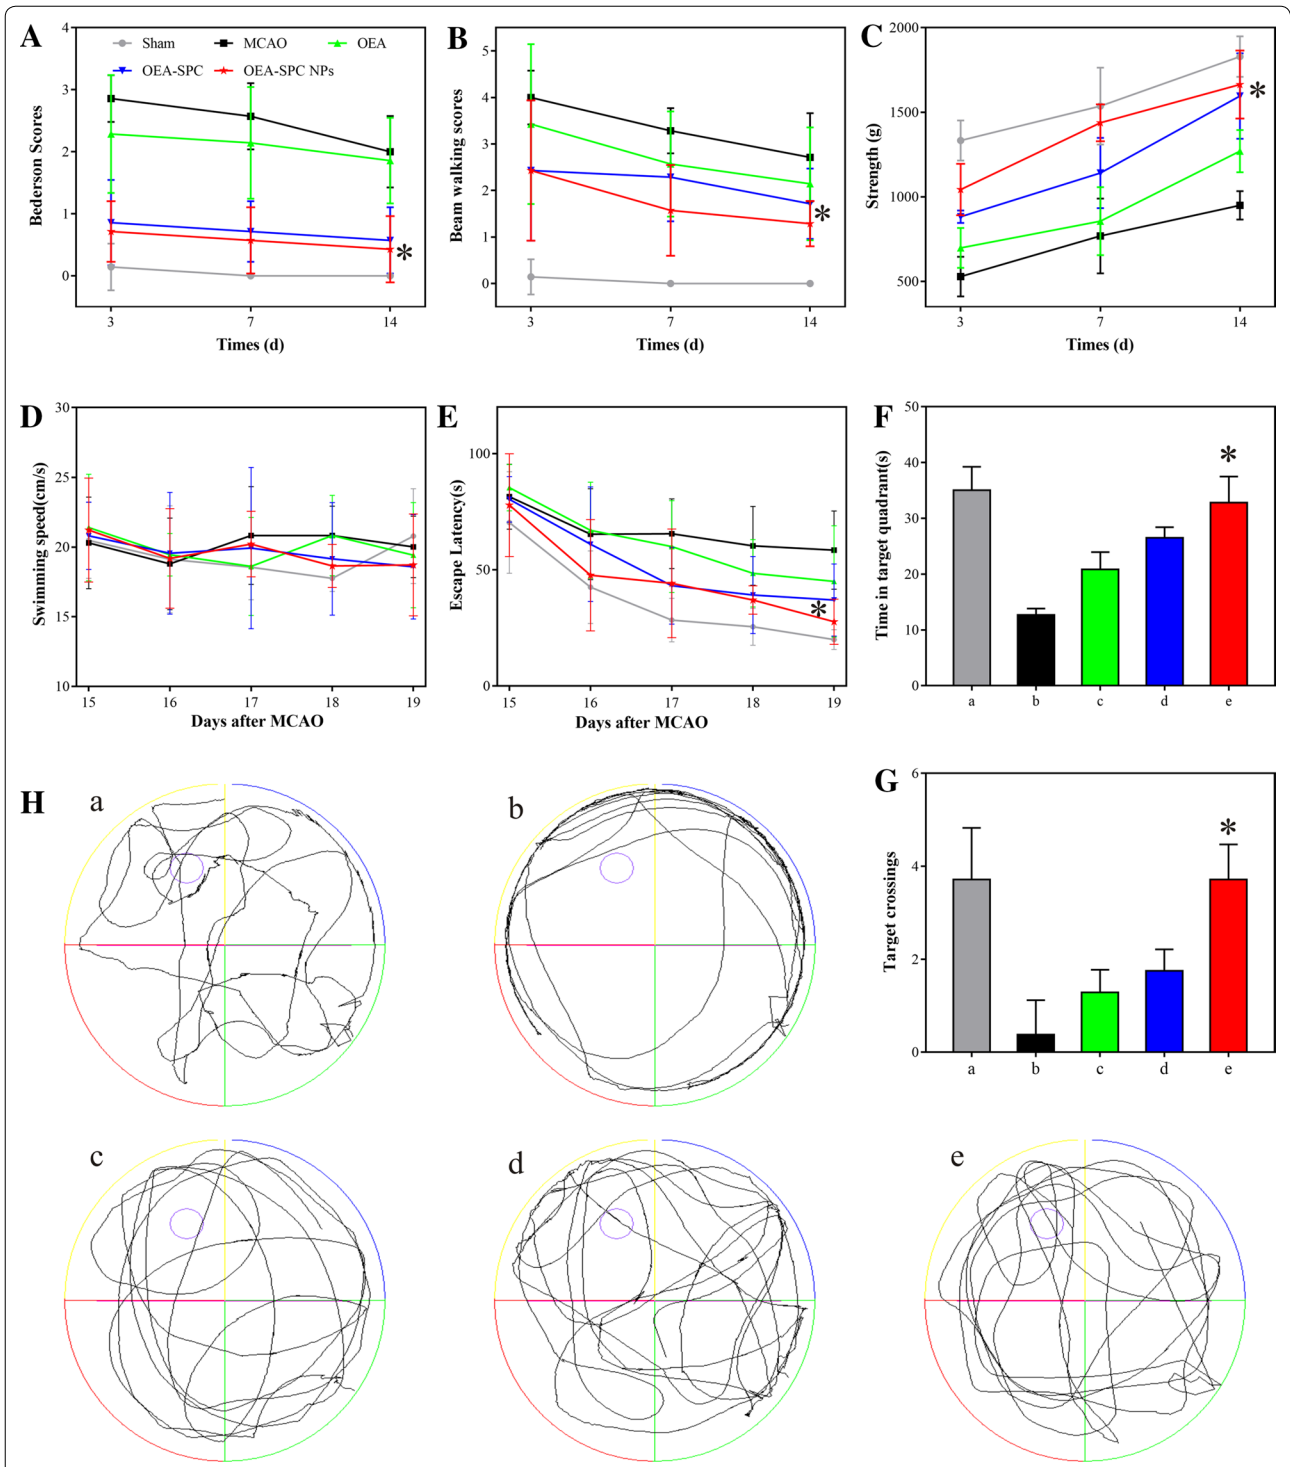 A
Sham MCAO OEA
OEA-SPC OEA-SPC NPs
4
3
2
1
0
Bederson Scores
3 7 14
Times (d)
*
B
5
4
3
2
1
0
Beam walking scores
3 7 14
Times (d)
*
C
2000
1500
1000
500
Strength (g)
3 7 14
Times (d)
*
D
30
25
20
15
10
Swimming speed(cm/s)
15 16 17 18 19
Days after MCAO
E
100
50
0
Escape Latency(s)
15 16 17 18 19
Days after MCAO
*
F
50
40
30
20
10
0
Time in target quadrant(s)
a b c d e
*
G
6
4
2
0
Target crossings
a b c d e
*
H
a
b
c
d
e